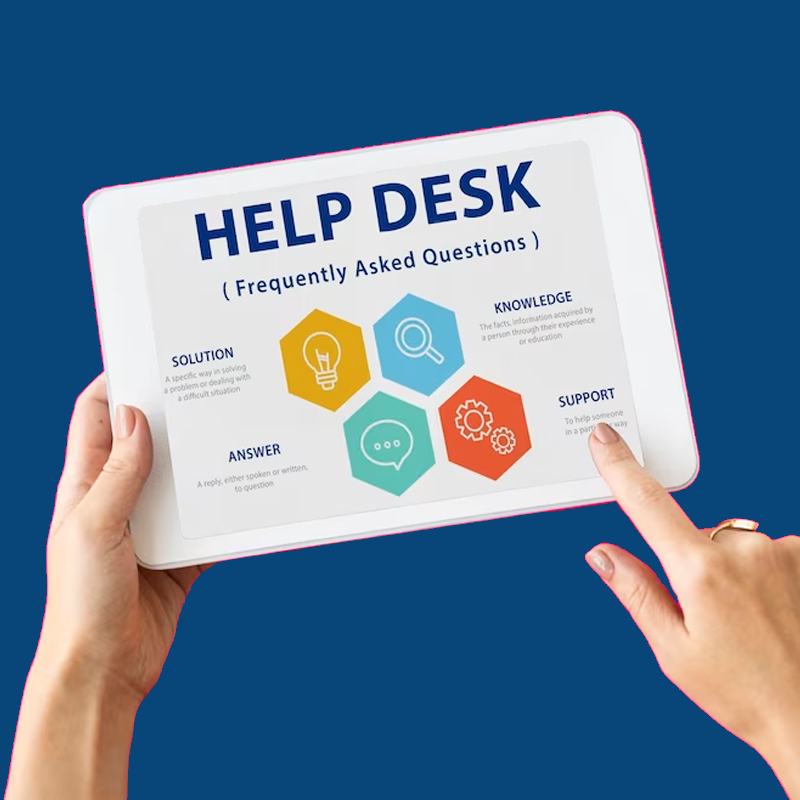 HELP DESK
( Frequently Asked Questions )
KNOWLEDGE
The facts, information acquired by
a person through their experience
or education
SOLUTION
A specific way in solving
a problem or dealing with
a difficult situation
SUPPORT
To help someone
in a way
ANSWER
A reply, either spoken or written,
to question